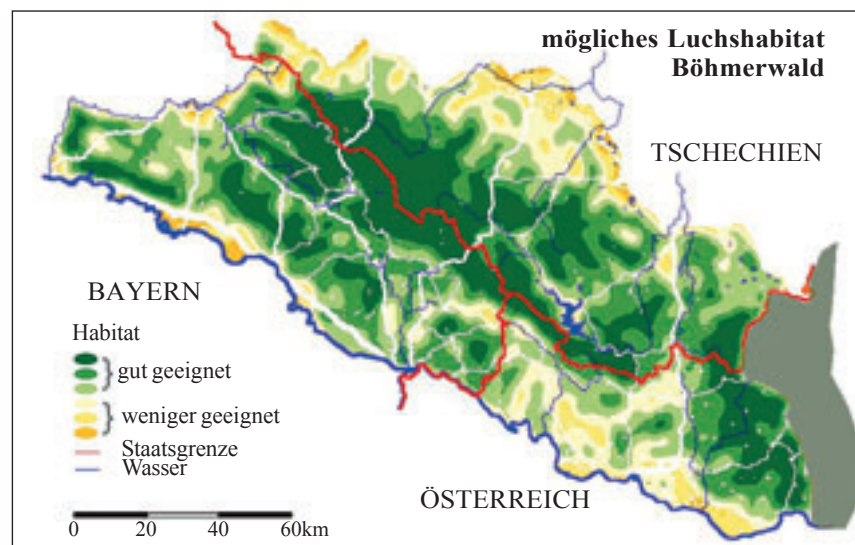 mögliches Luchshabitat
Böhmerwald
TSCHECHIEN
BAYERN
Habitat
gut geeignet
weniger geeignet
Staatsgrenze
Wasser
ÖSTERREICH
0 20 40 60km